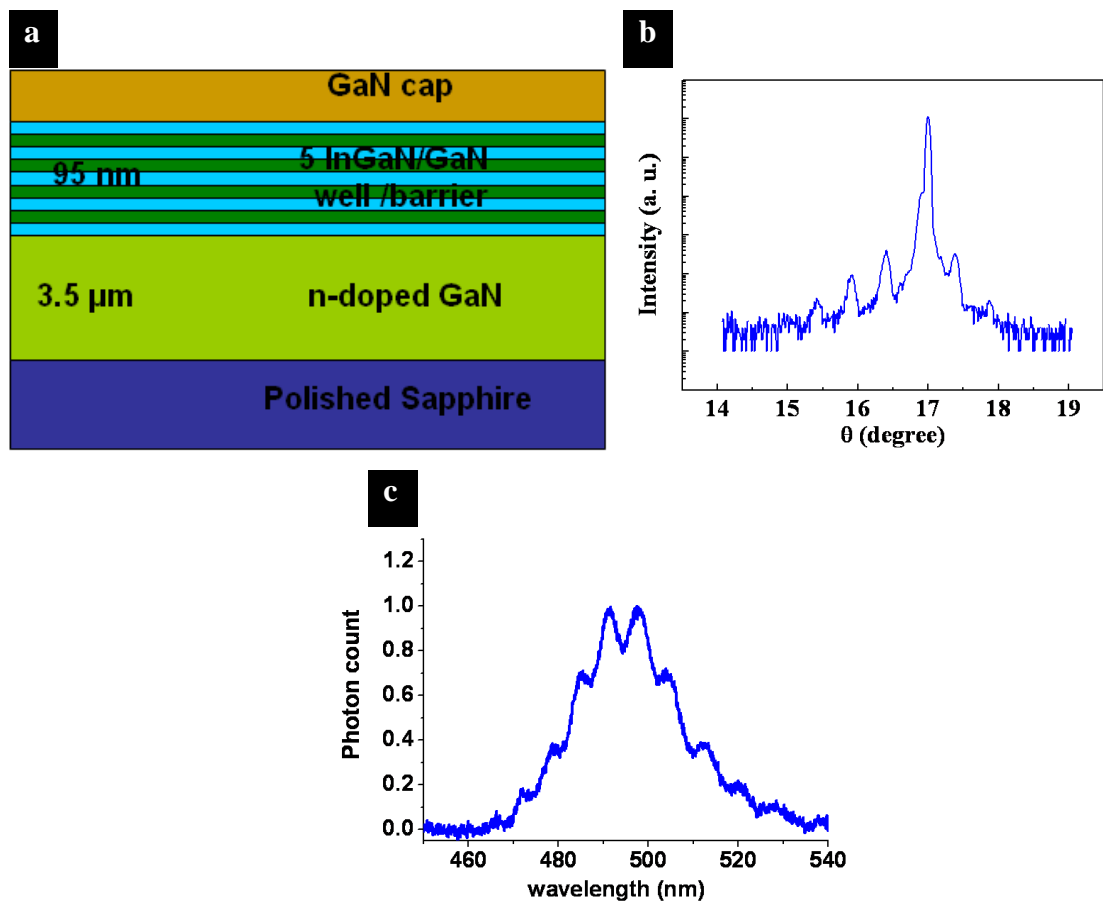 a
GaN cap
95 nm
5 InGaN/GaN
well /barrier
3.5 µm
n-doped GaN
Polished Sapphire
b
Intensity (a. u.)
14 15 16 17 18 19
θ (degree)
c
Photon count
1.2
1.0
0.8
0.6
0.4
0.2
0.0
460 480 500 520 540
wavelength (nm)